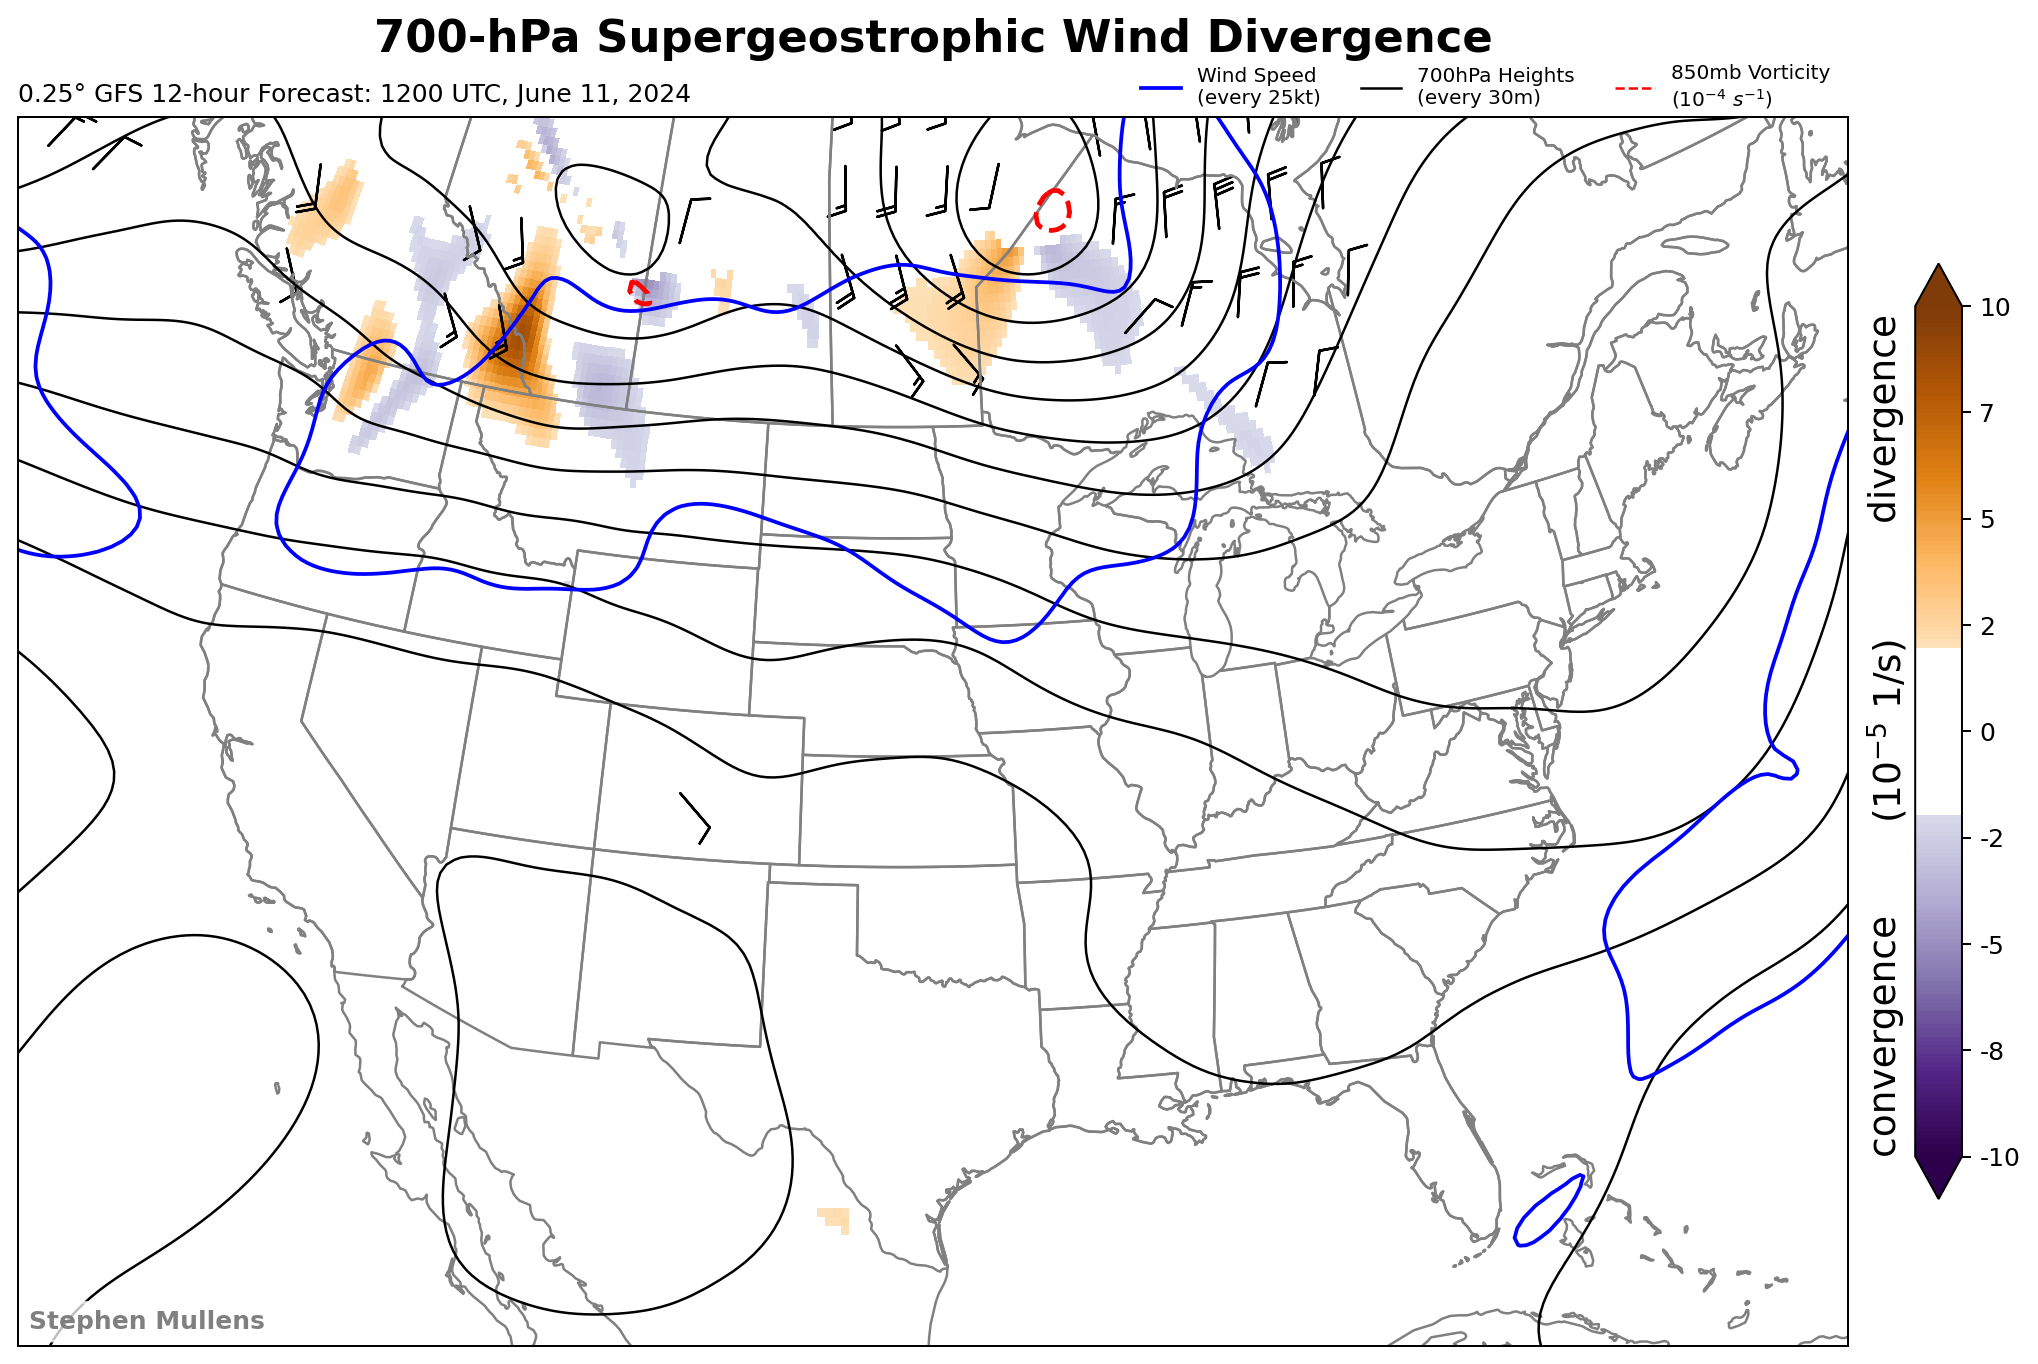 700-hPa Supergeostrophic Wind Divergence
0.25° GFS 12-hour Forecast: 1200 UTC, June 11, 2024
Wind Speed
(every 25kt)
700hPa Heights
(every 30m)
850mb Vorticity
(10⁻⁴ s⁻¹)
10
7
5
2
0
-2
-5
-8
-10
convergence (10⁻⁵ 1/s) divergence
Stephen Mullens